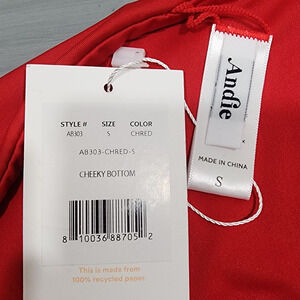 STYLE # SIZE COLOR
AB303 S CHRED
AB303-CHRED-S
CHEEKY BOTTOM
8 10036 88705 2
This is made from
100% recycled paper
Andie
MADE IN CHINA
S